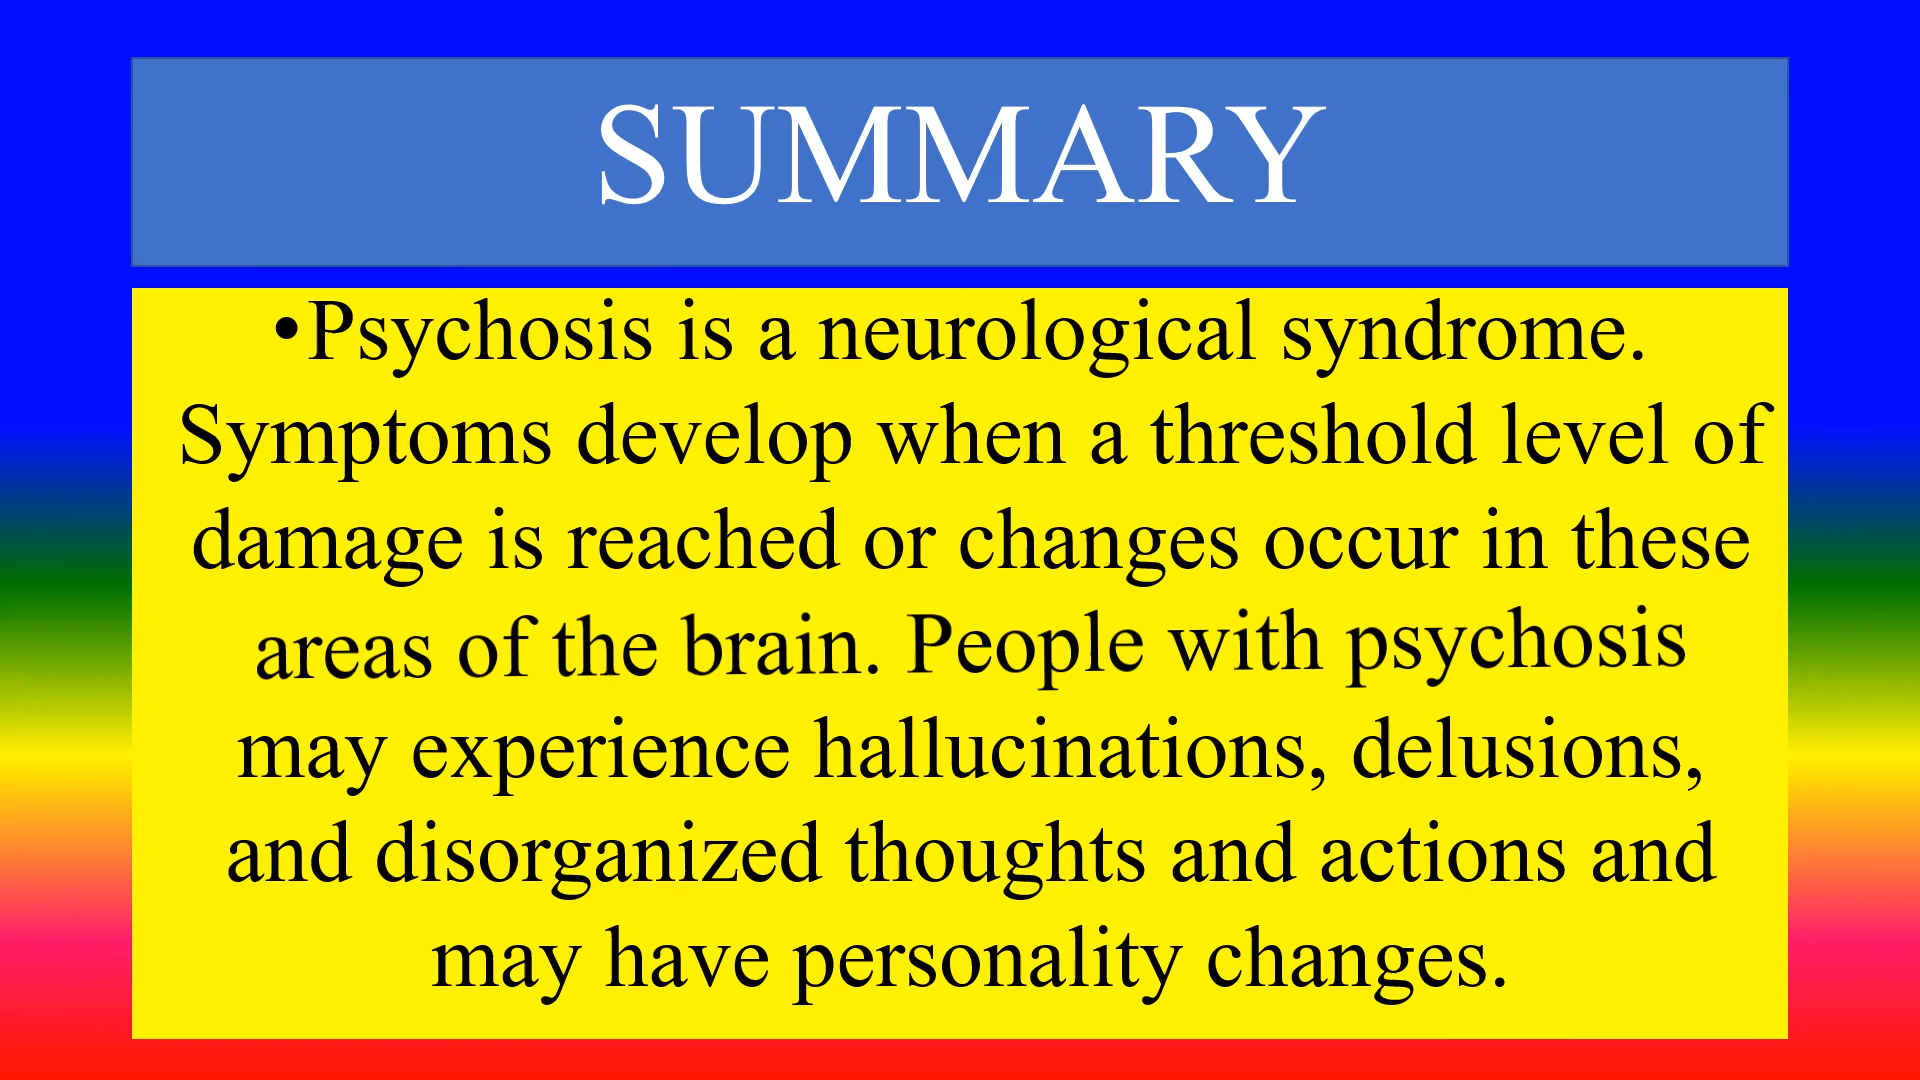 SUMMARY
•Psychosis is a neurological syndrome.
Symptoms develop when a threshold level of
damage is reached or changes occur in these
areas of the brain. People with psychosis
may experience hallucinations, delusions,
and disorganized thoughts and actions and
may have personality changes.